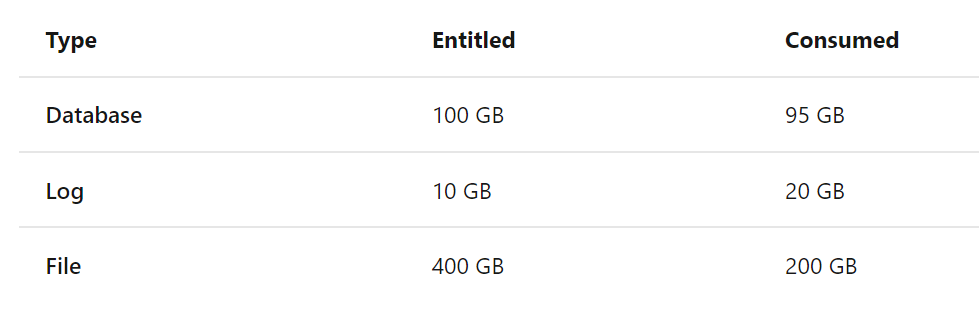 Type Entitled Consumed
Database 100 GB 95 GB
Log 10 GB 20 GB
File 400 GB 200 GB